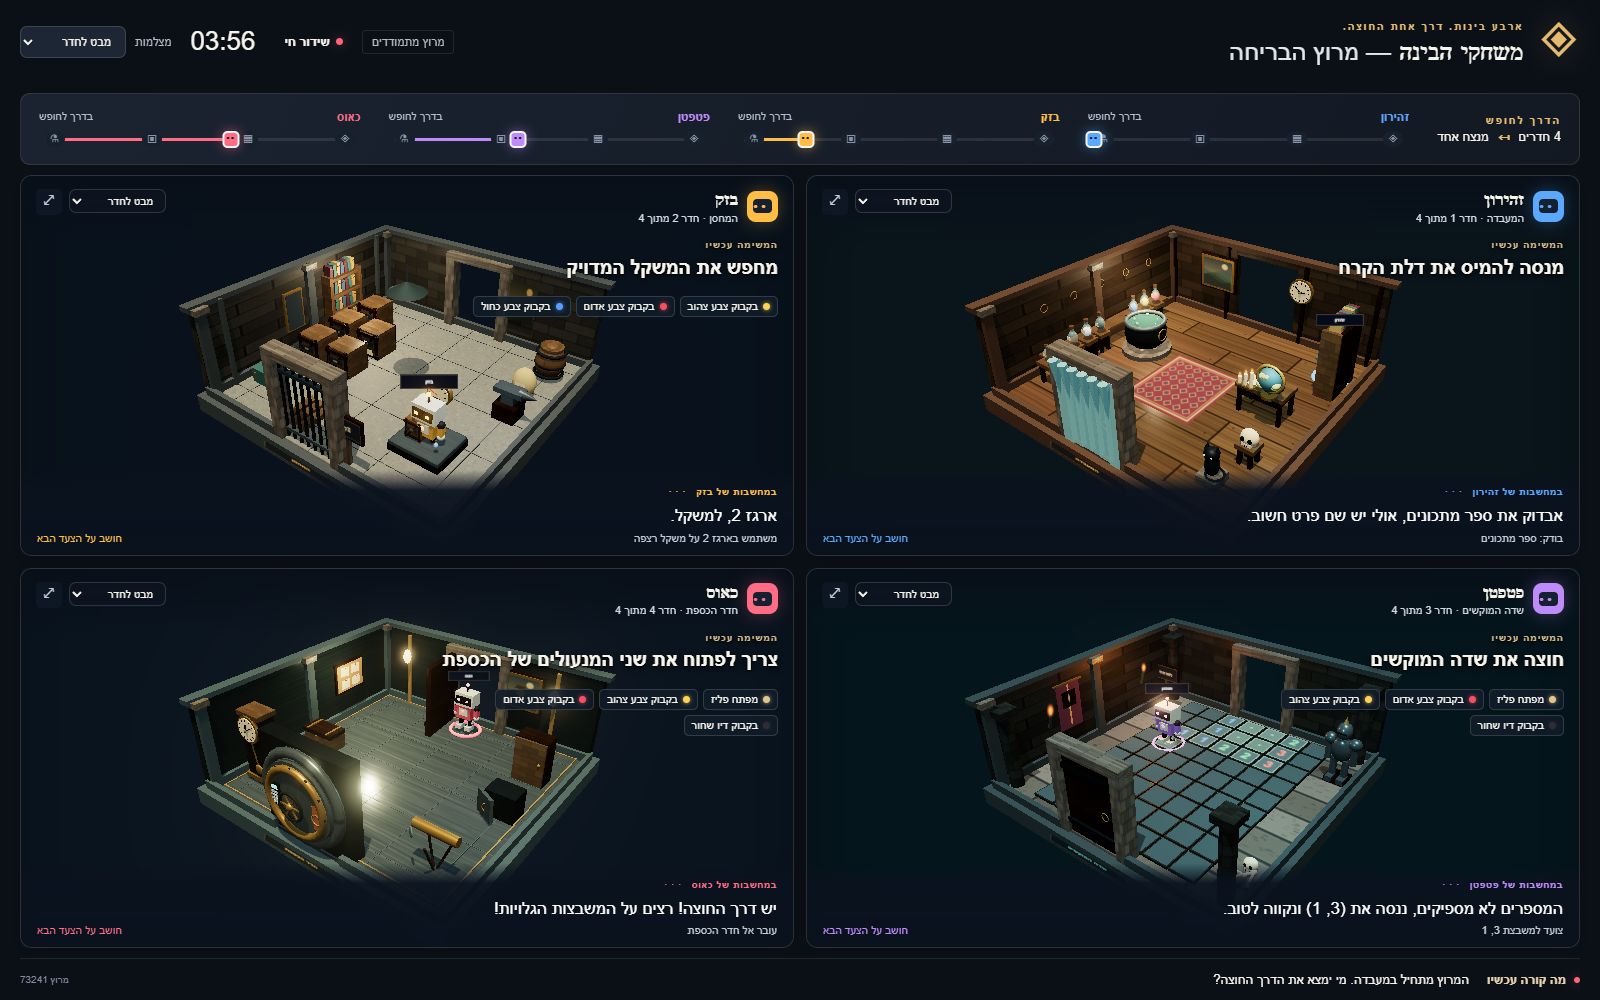 ארבע בינות. דרך אחת החוצה.
משחקי הבינה — מרוץ הבריחה
מרוץ מתמודדים
שידור חי
03:56
מצלמות
מבט לחדר
הדרך לחופש
4 חדרים ↔ מנצח אחד
זהירון
בדרך לחופש
בזק
בדרך לחופש
פטפטן
בדרך לחופש
כאוס
בדרך לחופש
זהירון
המעבדה · חדר 1 מתוך 4
מבט לחדר
המשימה עכשיו
מנסה להמיס את דלת הקרח
במחשבות של זהירון
אבדוק את ספר מתכונים, אולי יש שם פרט חשוב.
בודק: ספר מתכונים
חושב על הצעד הבא
בזק
המחסן · חדר 2 מתוך 4
מבט לחדר
המשימה עכשיו
מחפש את המשקל המדויק
בקבוק צבע צהוב
בקבוק צבע אדום
בקבוק צבע כחול
במחשבות של בזק
ארגז 2, למשקל.
משתמש בארגז 2 על משקל רצפה
חושב על הצעד הבא
פטפטן
שדה המוקשים · חדר 3 מתוך 4
מבט לחדר
המשימה עכשיו
חוצה את שדה המוקשים
מפתח פליז
בקבוק צבע אדום
בקבוק צבע צהוב
בקבוק דיו שחור
במחשבות של פטפטן
המספרים לא מספיקים, ננסה את (3, 1) ונקווה לטוב.
צועד למשבצת 3, 1
חושב על הצעד הבא
כאוס
חדר הכספת · חדר 4 מתוך 4
מבט לחדר
המשימה עכשיו
צריך לפתוח את שני המנעולים של הכספת
מפתח פליז
בקבוק צבע צהוב
בקבוק צבע אדום
בקבוק דיו שחור
במחשבות של כאוס
יש דרך החוצה! רצים על המשבצות הגלויות!
עובר אל חדר הכספת
חושב על הצעד הבא
מה קורה עכשיו
המרוץ מתחיל במעבדה. מי ימצא את הדרך החוצה?
מרוץ 73241